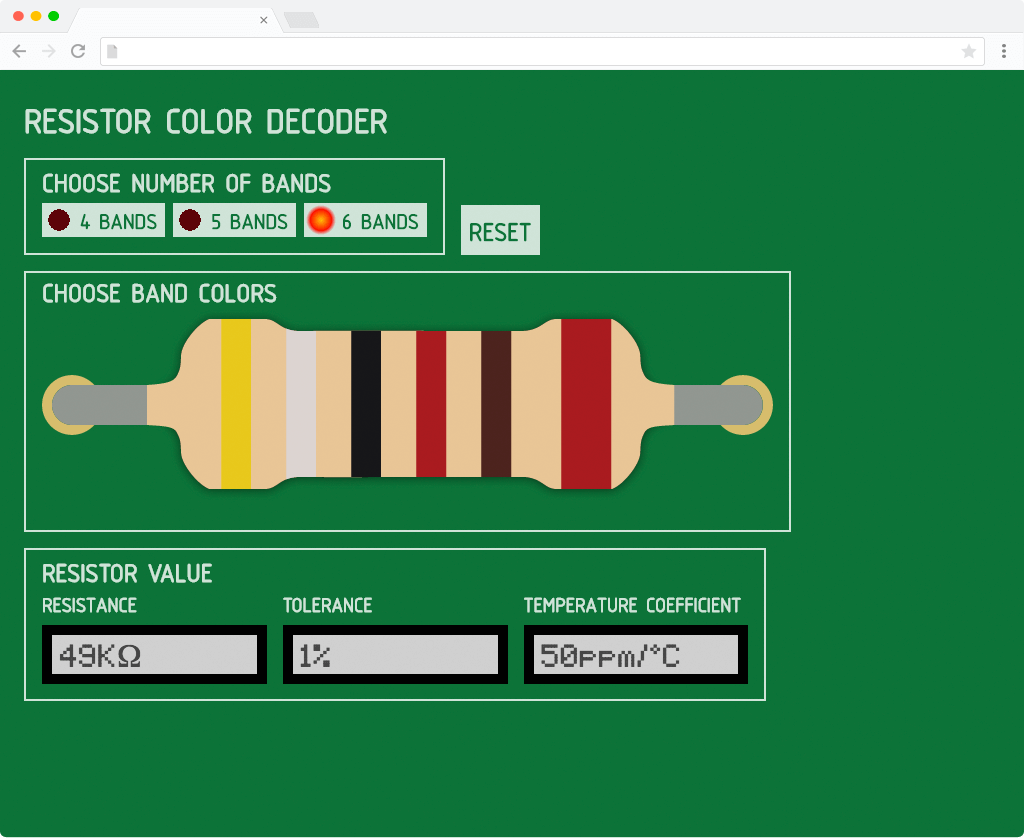 RESISTOR COLOR DECODER
CHOOSE NUMBER OF BANDS
4 BANDS 5 BANDS 6 BANDS
RESET
CHOOSE BAND COLORS
RESISTOR VALUE
RESISTANCE TOLERANCE TEMPERATURE COEFFICIENT
49KΩ 1% 50ppm/°C